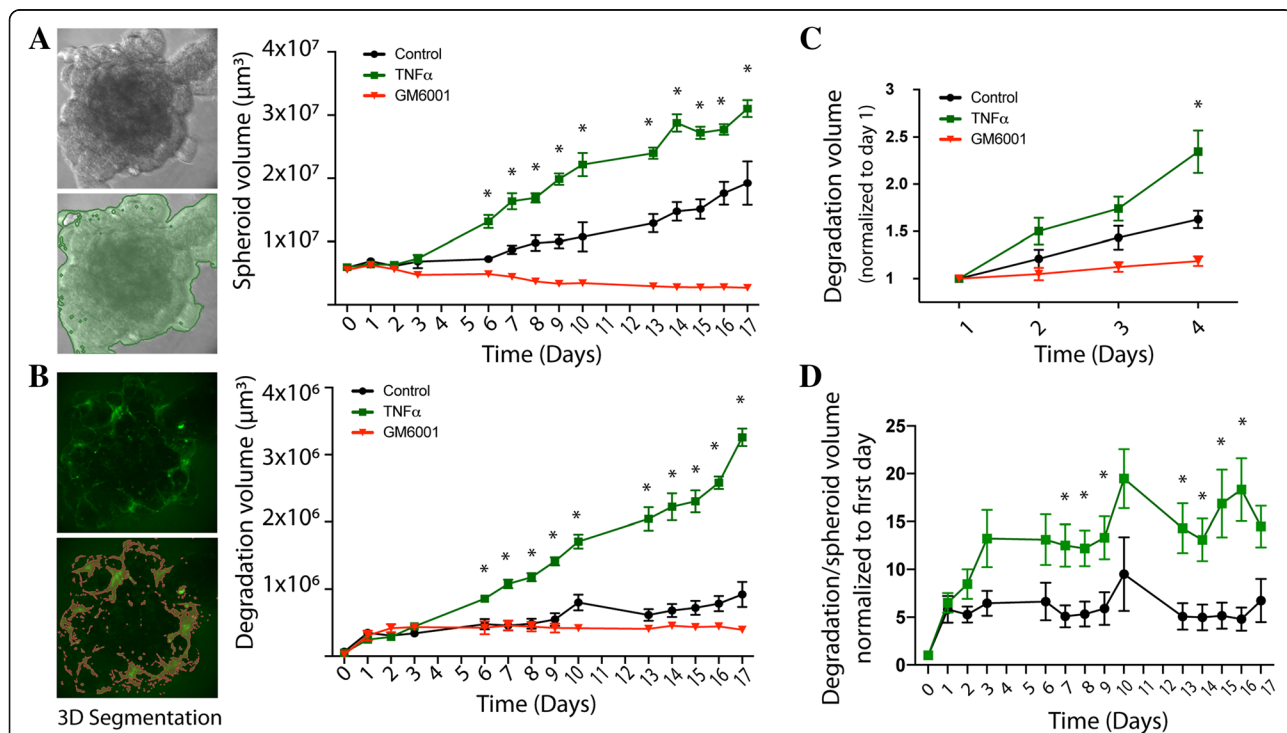 A
Spheroid volume (µm³)
4x10⁷
3x10⁷
2x10⁷
1x10⁷
Control
TNFα
GM6001
* * * * * * * * * *
0 1 2 3 4 5 6 7 8 9 10 11 12 13 14 15 16 17
Time (Days)
B
3D Segmentation
Degradation volume (µm³)
4x10⁶
3x10⁶
2x10⁶
1x10⁶
Control
TNFα
GM6001
* * * * * * * * * *
0 1 2 3 4 5 6 7 8 9 10 11 12 13 14 15 16 17
Time (Days)
C
Degradation volume
(normalized to day 1)
3.0
2.5
2.0
1.5
1
Control
TNFα
GM6001
*
1 2 3 4
Time (Days)
D
Degradation/spheroid volume
normalized to first day
25
20
15
10
5
0
* * * * * * *
0 1 2 3 4 5 6 7 8 9 10 11 12 13 14 15 16 17
Time (Days)